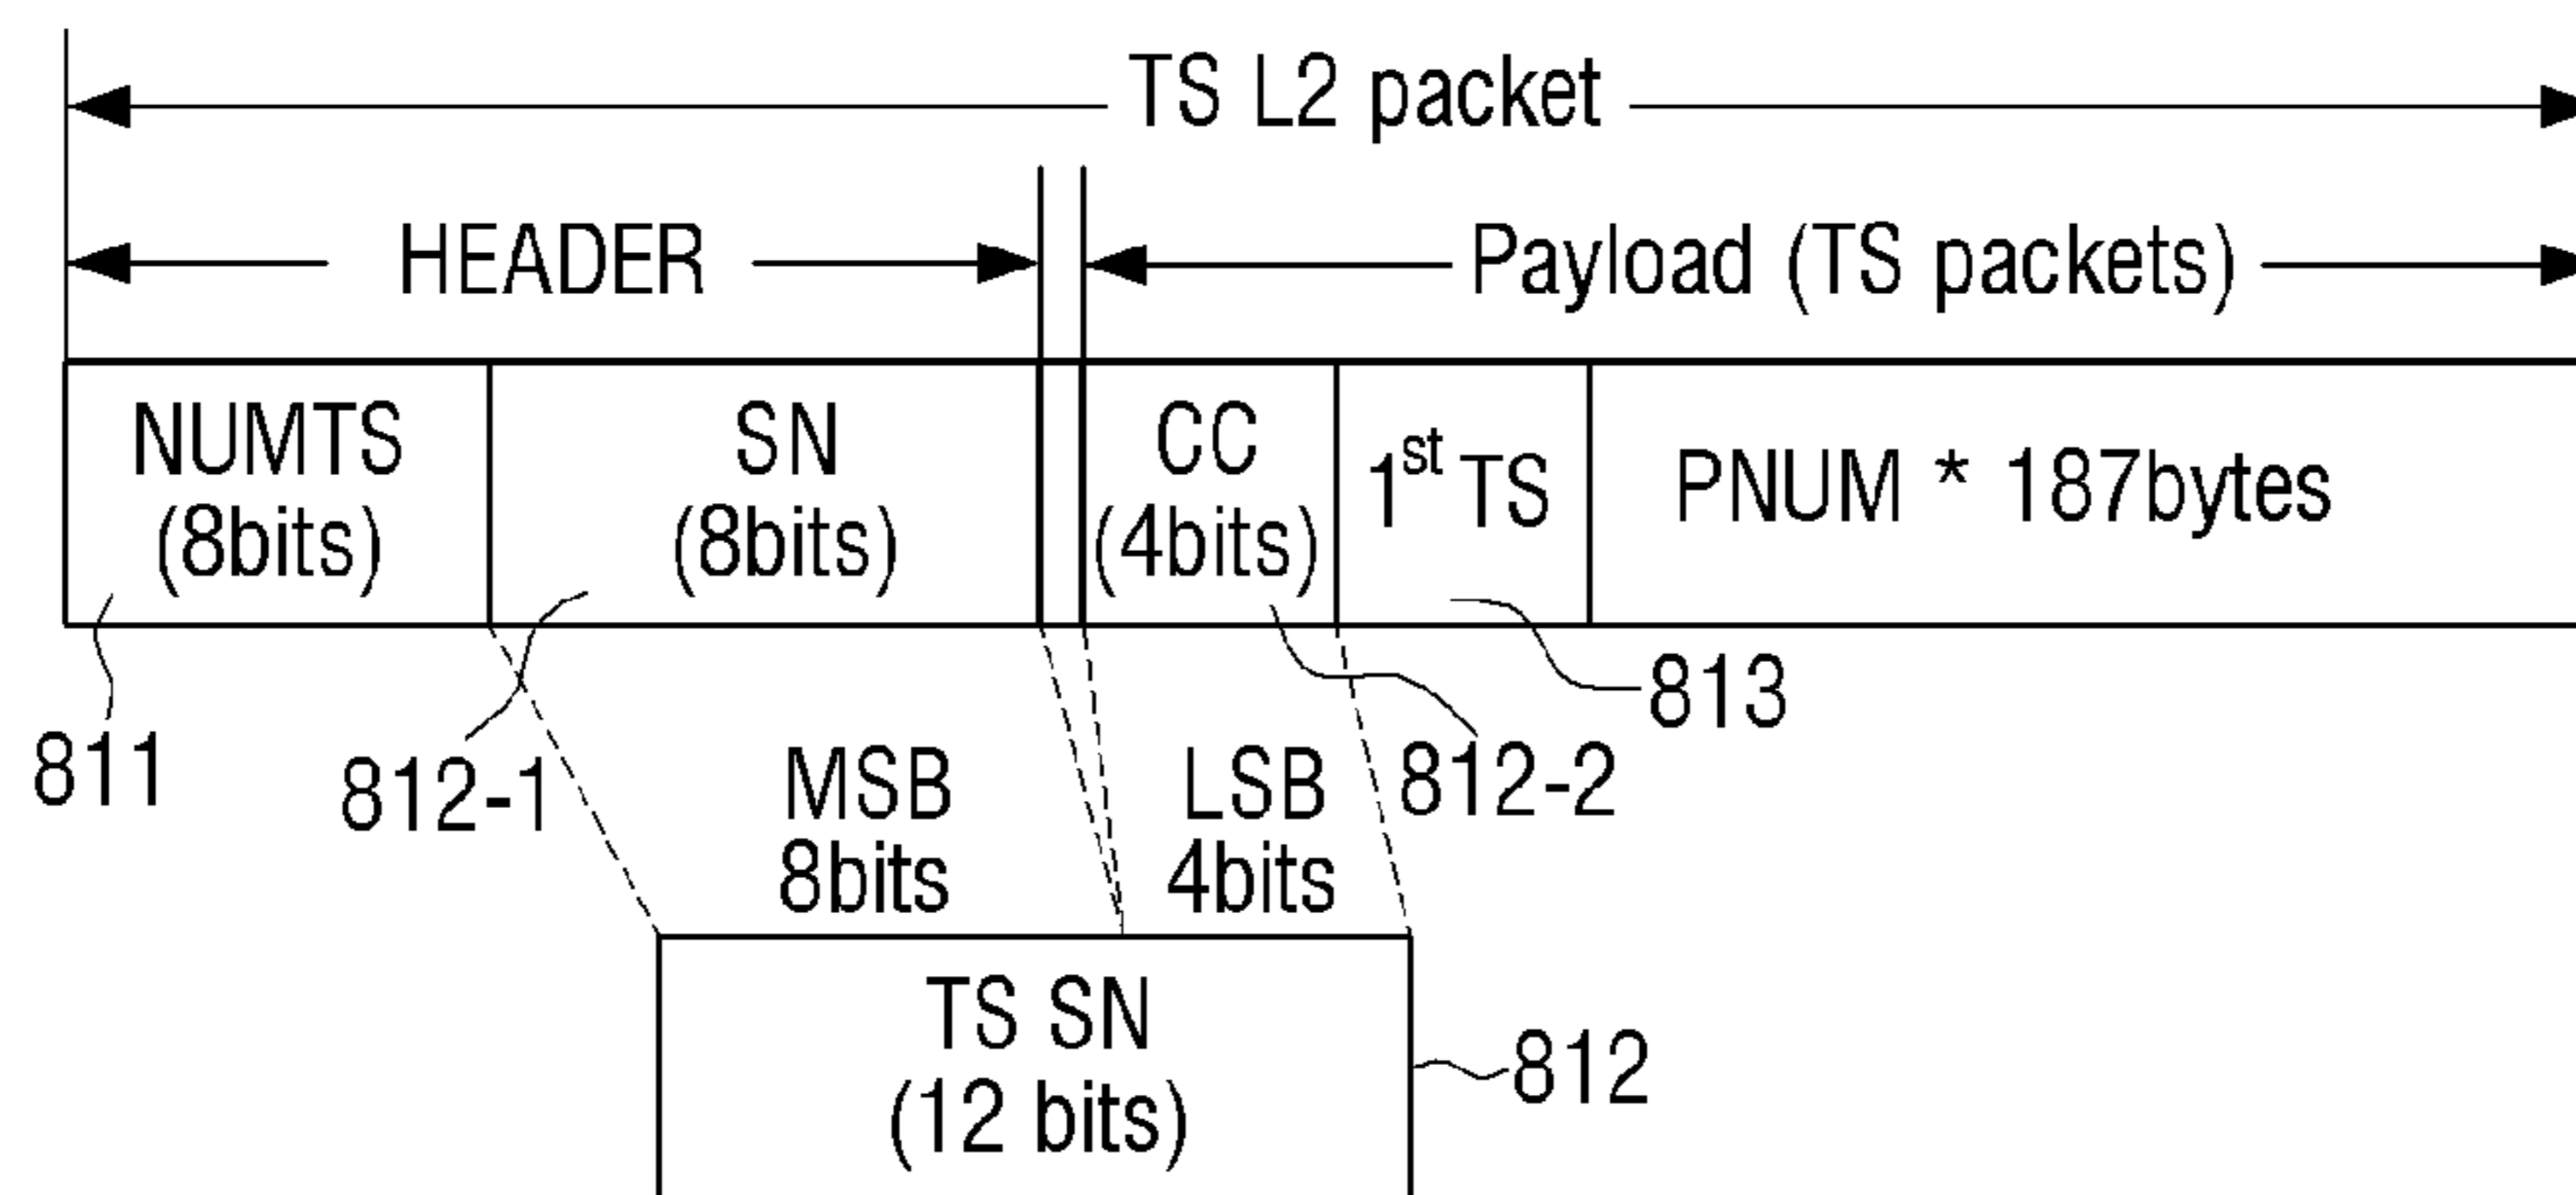 TS L2 packet
HEADER
Payload (TS packets)
NUMTS
(8bits)
SN
(8bits)
CC
(4bits)
1st TS
PNUM * 187bytes
811
812-1
MSB
8bits
LSB
4bits
812-2
813
TS SN
(12 bits)
812